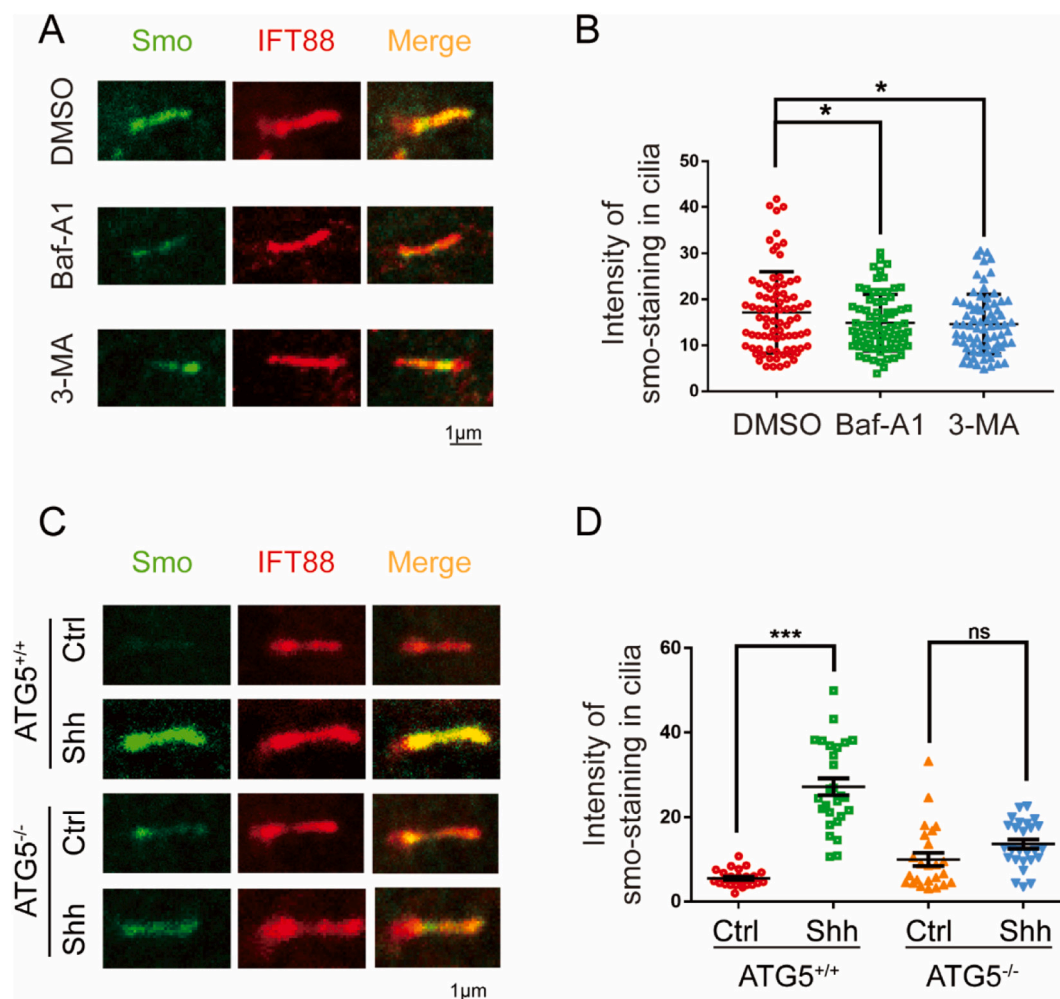 A
Smo IFT88 Merge
DMSO
Baf-A1
3-MA
1μm
B
* 
*
Intensity of
smo-staining in cilia
50
40
30
20
10
0
DMSO Baf-A1 3-MA
C
Smo IFT88 Merge
ATG5+/+
Ctrl
Shh
ATG5-/-
Ctrl
Shh
1μm
D
*** ns
Intensity of
smo-staining in cilia
60
40
20
0
Ctrl Shh Ctrl Shh
ATG5+/+ ATG5-/-